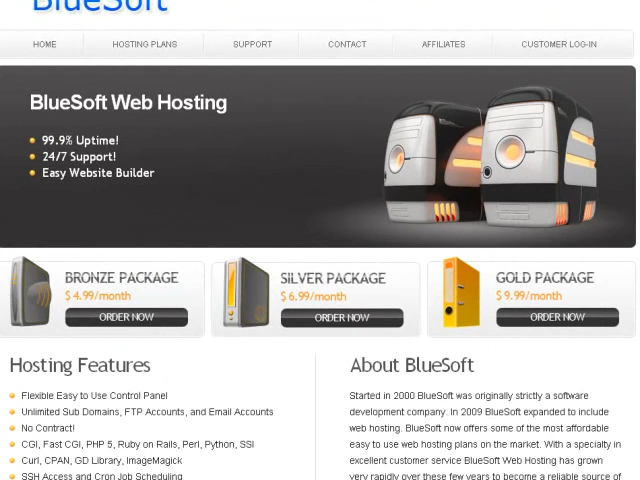 BlueSoft
HOME HOSTING PLANS SUPPORT CONTACT AFFILIATES CUSTOMER LOG-IN
BlueSoft Web Hosting
99.9% Uptime!
24/7 Support!
Easy Website Builder
BRONZE PACKAGE
$ 4.99/month
ORDER NOW
SILVER PACKAGE
$ 6.99/month
ORDER NOW
GOLD PACKAGE
$ 9.99/month
ORDER NOW
Hosting Features
Flexible Easy to Use Control Panel
Unlimited Sub Domains, FTP Accounts, and Email Accounts
No Contract!
CGI, Fast CGI, PHP 5, Ruby on Rails, Perl, Python, SSI
Curl, CPAN, GD Library, ImageMagick
SSH Access and Cron Job Scheduling
About BlueSoft
Started in 2000 BlueSoft was originally strictly a software
development company. In 2009 BlueSoft expanded to include
web hosting. BlueSoft now offers some of the most affordable
easy to use web hosting plans on the market. With a specialty in
excellent customer service BlueSoft Web Hosting has grown
very rapidly over these few years to become a reliable source of